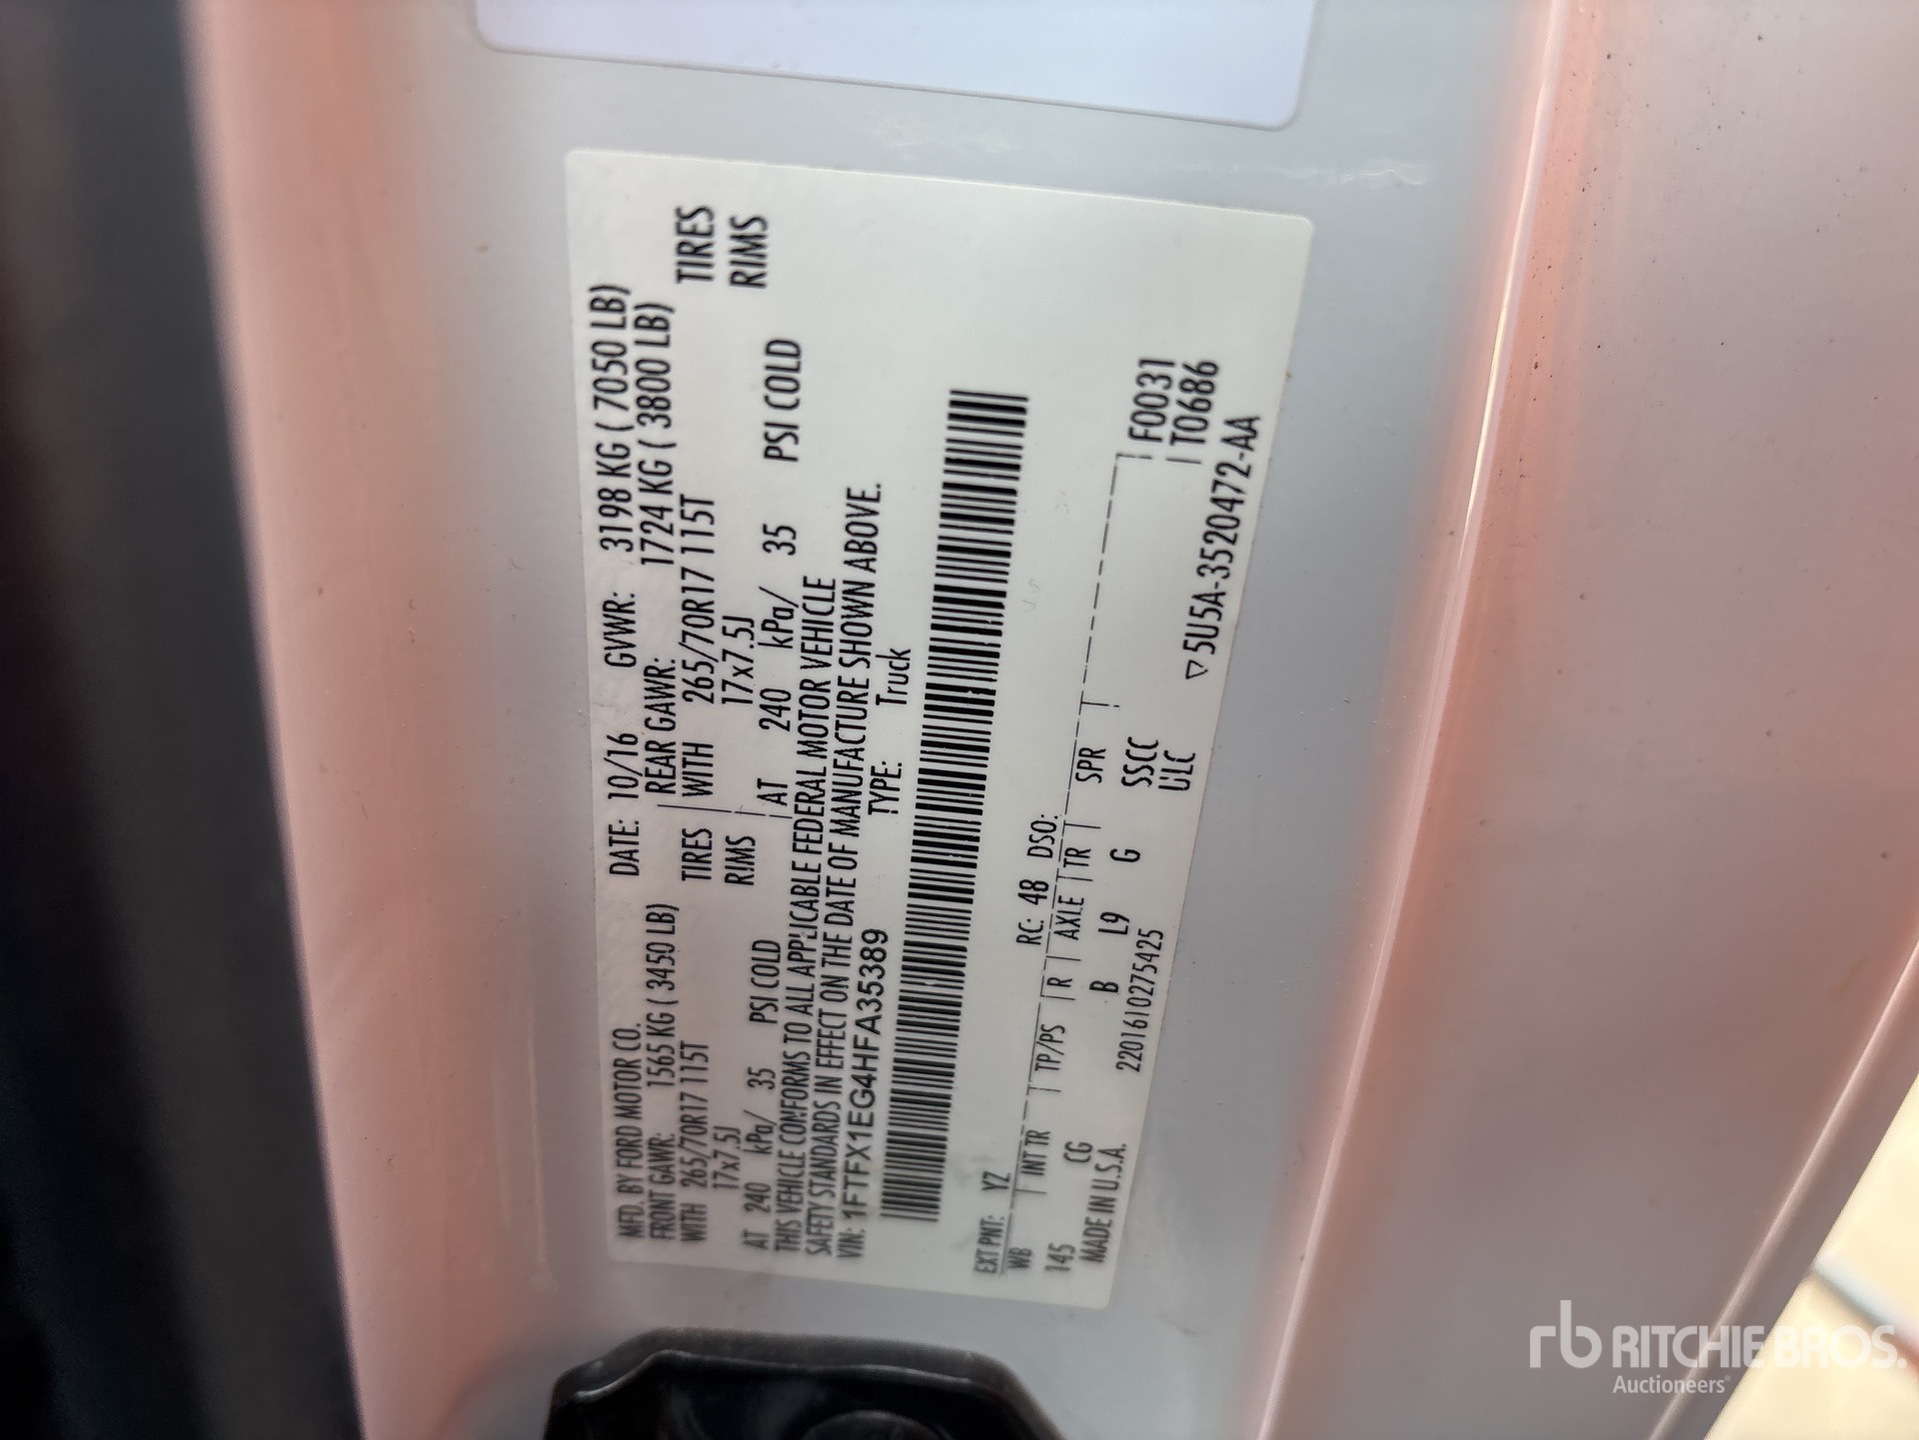 MFD. BY FORD MOTOR CO. DATE: 10/16 GVWR: 3198 KG ( 7050 LB)
FRONT GAWR: 1565 KG ( 3450 LB) REAR GAWR: 1724 KG ( 3800 LB)
WITH 265/70R17 115T TIRES WITH 265/70R17 115T TIRES
17x7.5J RIMS 17x7.5J RIMS
AT 240 kPa/ 35 PSI COLD AT 240 kPa/ 35 PSI COLD
THIS VEHICLE CONFORMS TO ALL APPLICABLE FEDERAL MOTOR VEHICLE
SAFETY STANDARDS IN EFFECT ON THE DATE OF MANUFACTURE SHOWN ABOVE.
VIN: 1FTFX1EG4HFA35389 TYPE: Truck
EXT PNT: YZ RC: 48 DSO:
WB INT TR TP/PS R AXLE TR SPR F0031
145 CG B L9 G SSCC T0686
MADE IN U.S.A. 2201610275425 ULC
▽5U5A-3520472-AA
rb RITCHIE BROS.
Auctioneers®